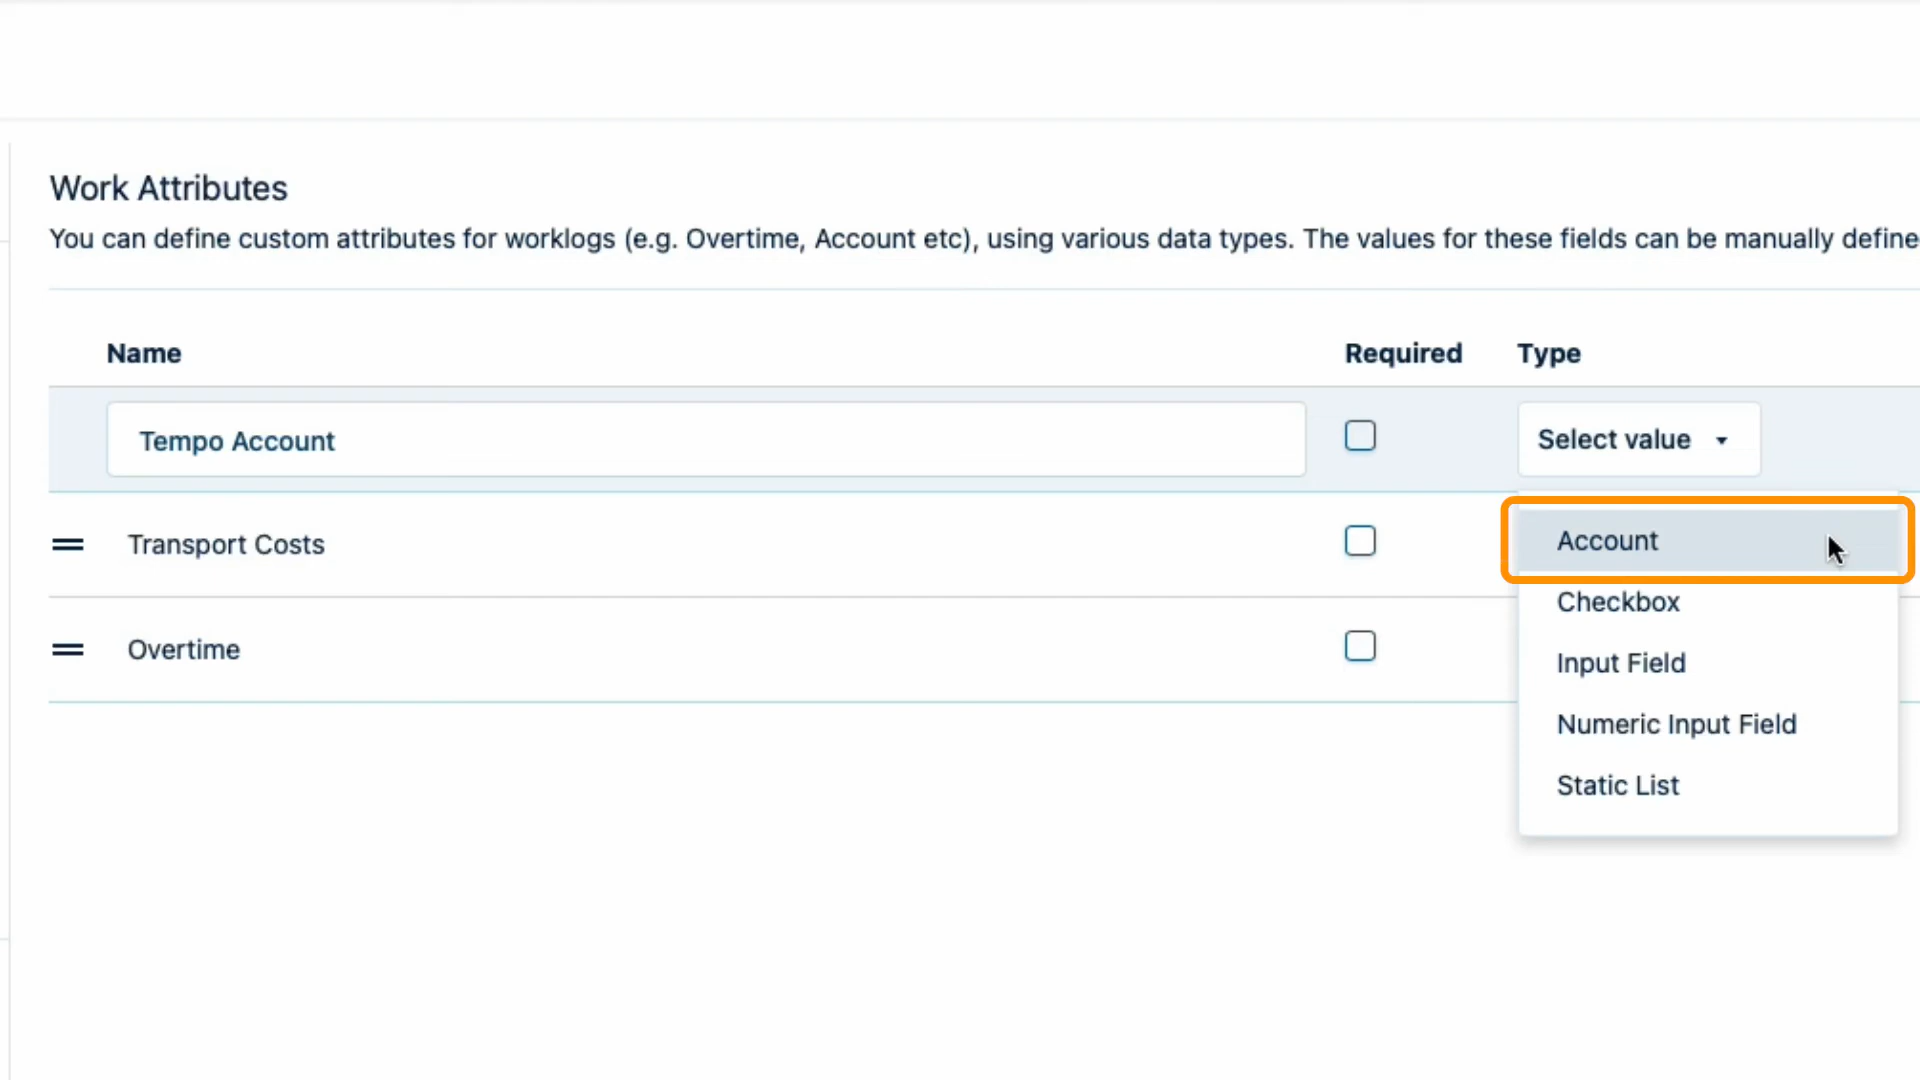 Work Attributes
You can define custom attributes for worklogs (e.g. Overtime, Account etc), using various data types. The values for these fields can be manually define
Name Required Type
Tempo Account Select value
Transport Costs Account
Checkbox
Overtime
Input Field
Numeric Input Field
Static List